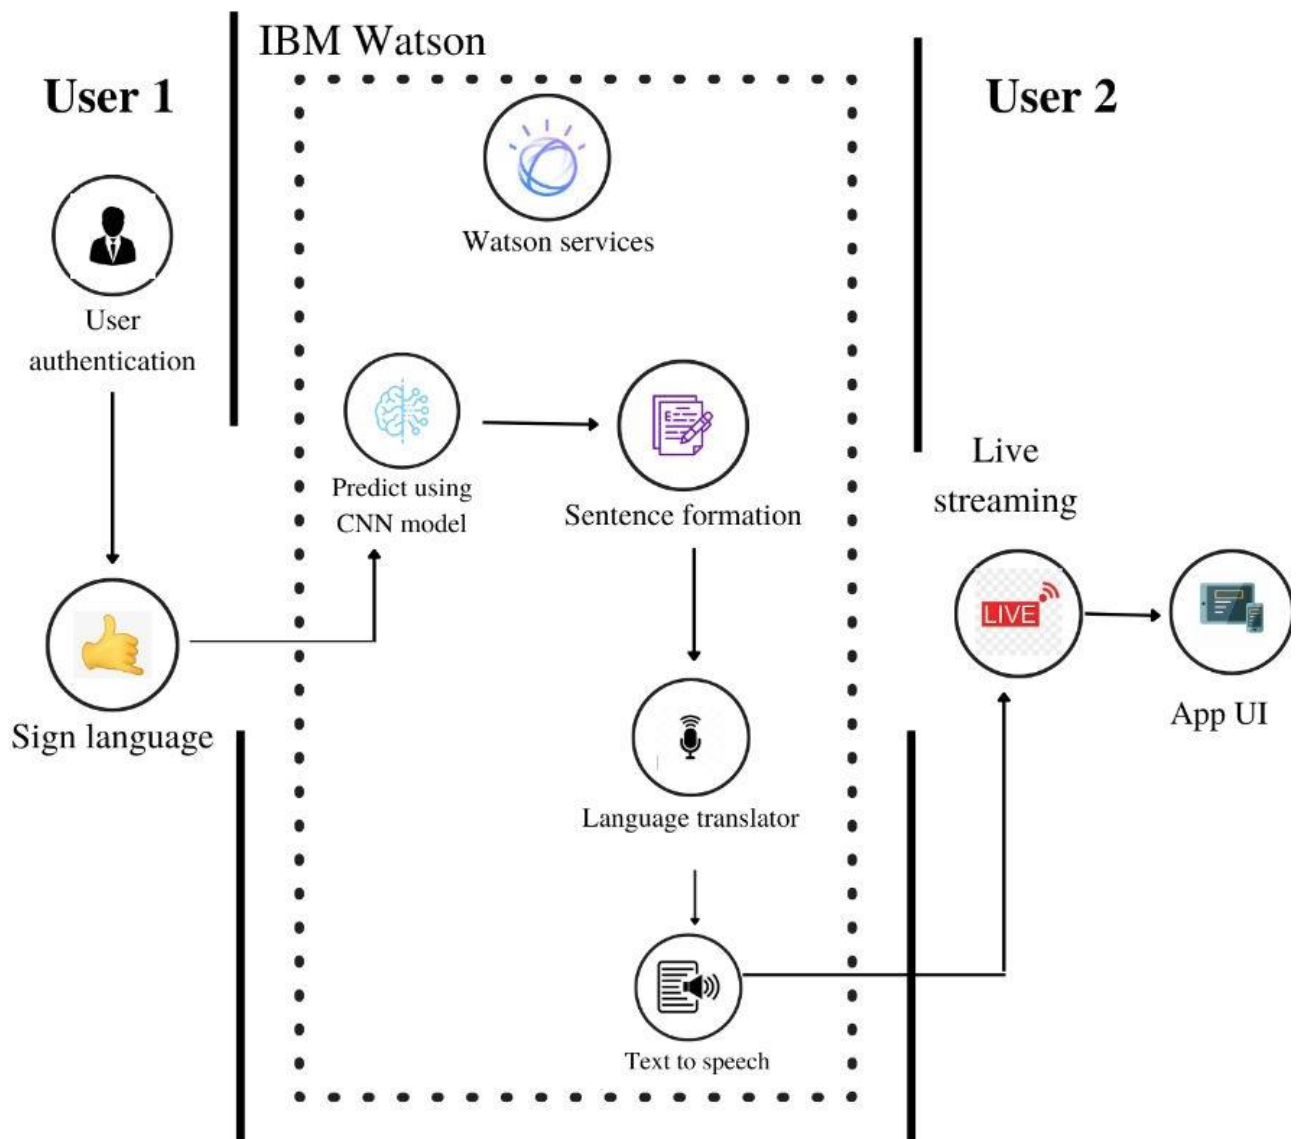 IBM Watson
User 1
User 2
Watson services
User
authentication
Predict using
CNN model
Sentence formation
Live
streaming
LIVE
Sign language
App UI
Language translator
Text to speech